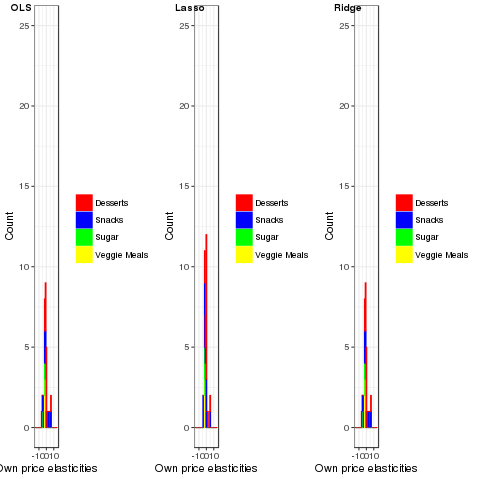 OLS
25
20
15
10
5
0
Count
-10010
Own price elasticities
Desserts
Snacks
Sugar
Veggie Meals
Lasso
25
20
15
10
5
0
Count
-10010
Own price elasticities
Desserts
Snacks
Sugar
Veggie Meals
Ridge
25
20
15
10
5
0
Count
-10010
Own price elasticities
Desserts
Snacks
Sugar
Veggie Meals